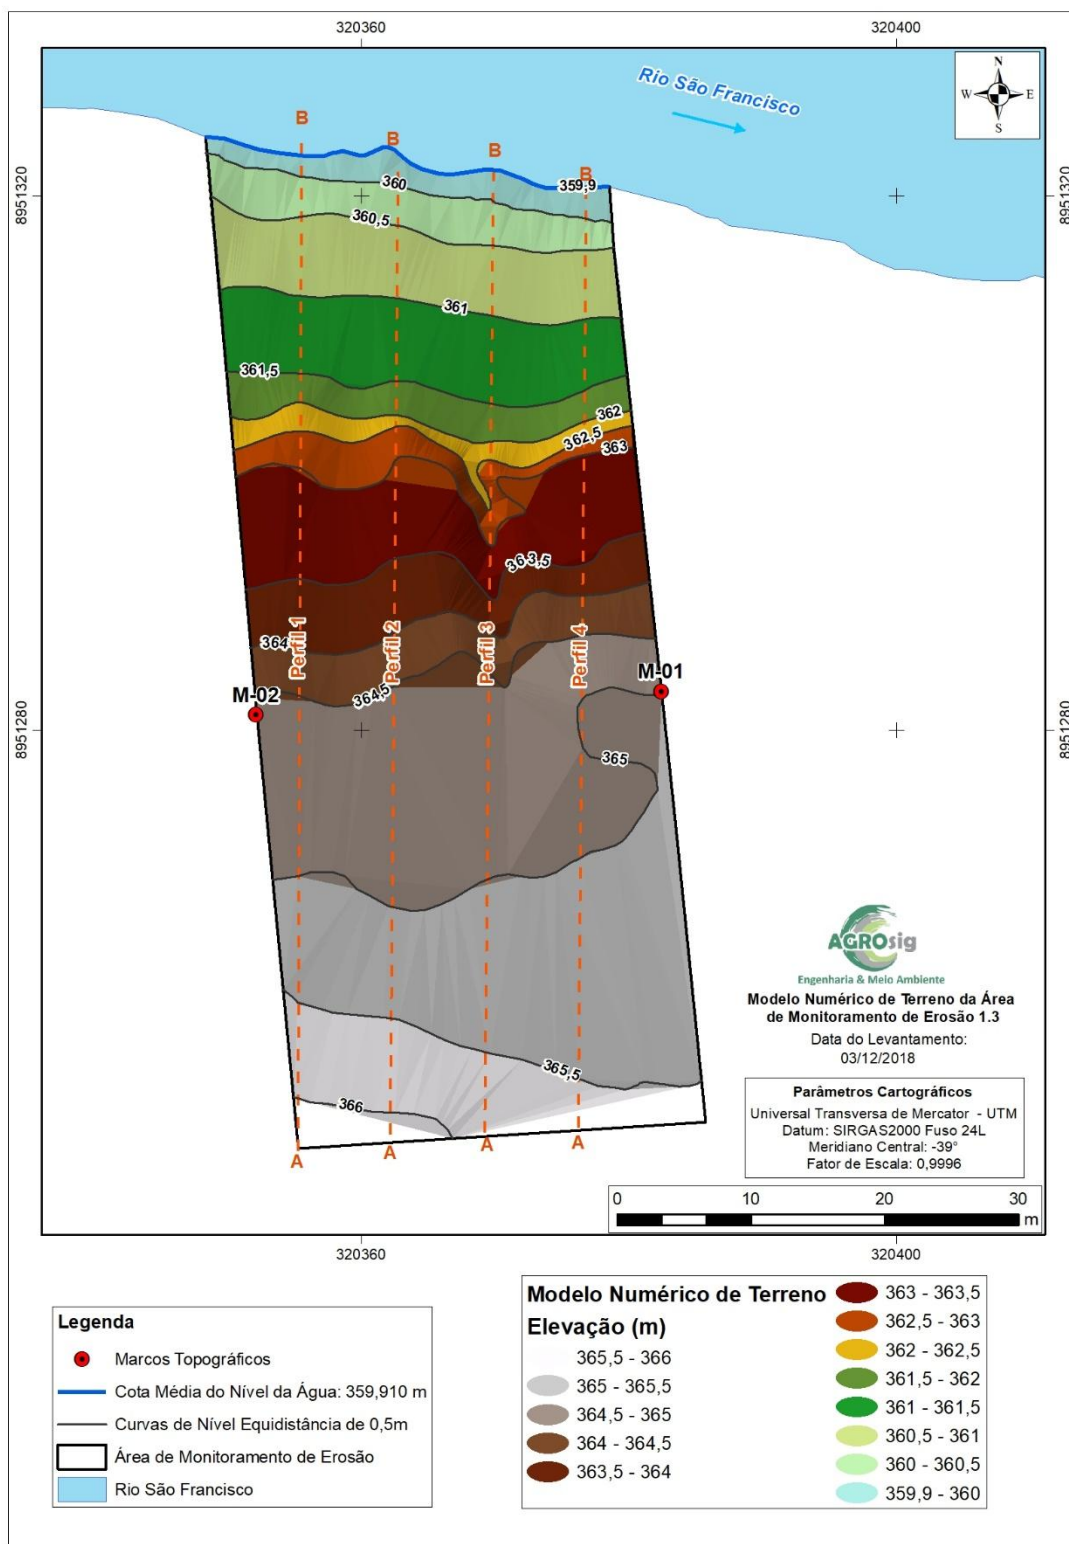 320360
320400
Rio São Francisco
N
W E
S
B
B
B
B
8951320
8951320
360
359,9
360,5
361
361,5
362
362,5
363
363,5
364
Perfil 1
Perfil 2
Perfil 3
Perfil 4
364,5
M-02
M-01
8951280
8951280
365
365,5
366
A
A
A
A
AGROsig
Engenharia & Meio Ambiente
Modelo Numérico de Terreno da Área
de Monitoramento de Erosão 1.3
Data do Levantamento:
03/12/2018
Parâmetros Cartográficos
Universal Transversa de Mercator - UTM
Datum: SIRGAS2000 Fuso 24L
Meridiano Central: -39°
Fator de Escala: 0,9996
0 10 20 30
m
320360
320400
Legenda
Marcos Topográficos
Cota Média do Nível da Água: 359,910 m
Curvas de Nível Equidistância de 0,5m
Área de Monitoramento de Erosão
Rio São Francisco
Modelo Numérico de Terreno
Elevação (m)
365,5 - 366
365 - 365,5
364,5 - 365
364 - 364,5
363,5 - 364
363 - 363,5
362,5 - 363
362 - 362,5
361,5 - 362
361 - 361,5
360,5 - 361
360 - 360,5
359,9 - 360